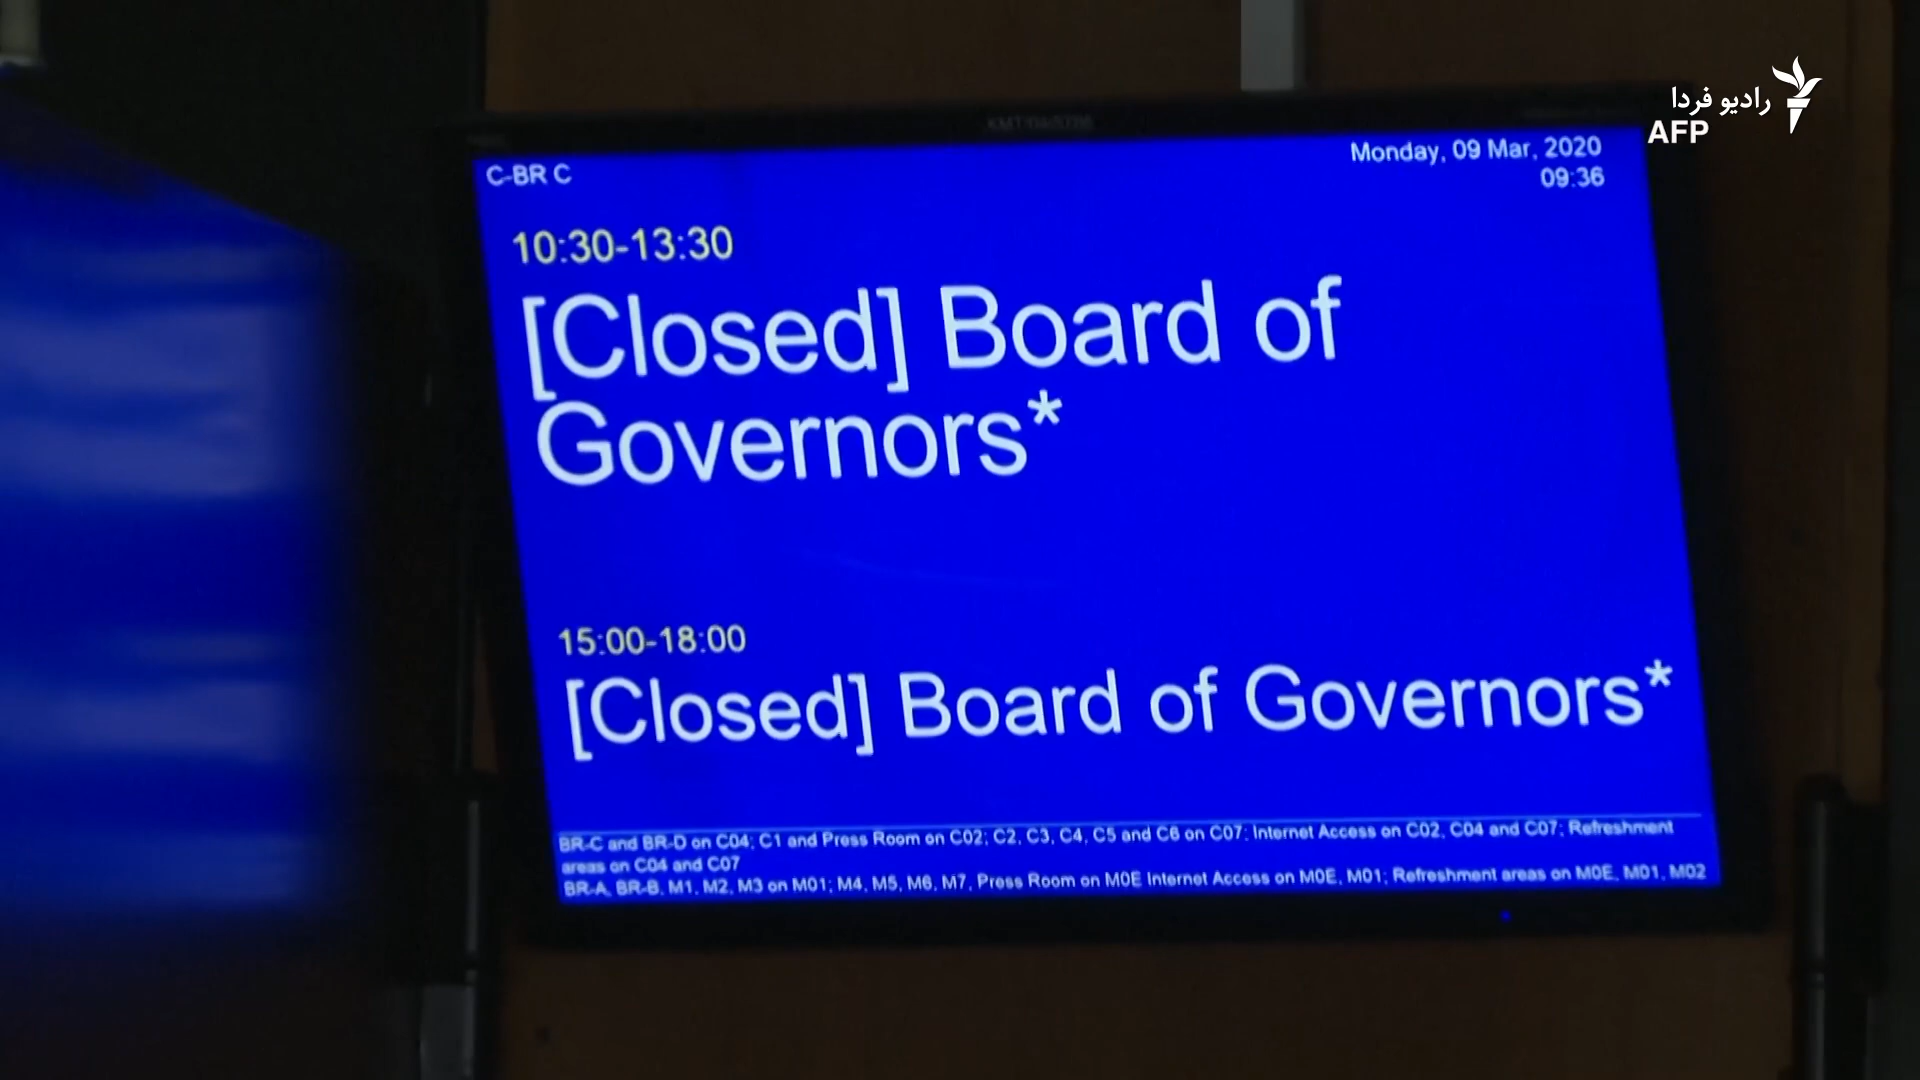 رادیو فردا
AFP
C-BR C
Monday, 09 Mar, 2020
09:36
10:30-13:30
[Closed] Board of
Governors*
15:00-18:00
[Closed] Board of Governors*
BR-C and BR-D on C04; C1 and Press Room on C02; C2, C3, C4, C5 and C6 on C07; Internet Access on C02, C04 and C07; Refreshment
areas on C04 and C07
BR-A, BR-B, M1, M2, M3 on M01; M4, M5, M6, M7, Press Room on M0E Internet Access on M0E, M01; Refreshment areas on M0E, M01, M02